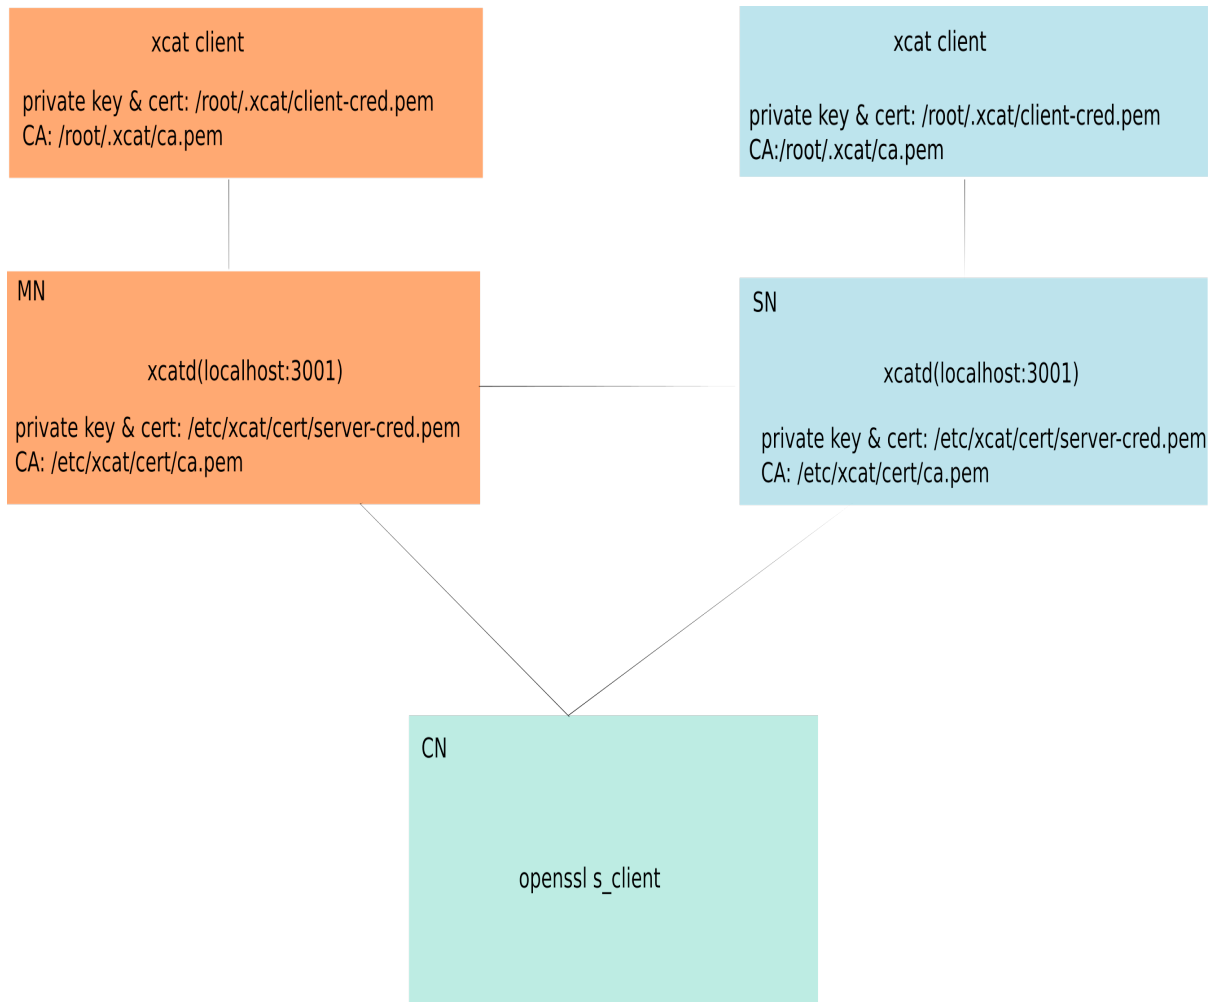 xcat client
private key & cert: /root/.xcat/client-cred.pem
CA: /root/.xcat/ca.pem
xcat client
private key & cert: /root/.xcat/client-cred.pem
CA:/root/.xcat/ca.pem
MN
xcatd(localhost:3001)
private key & cert: /etc/xcat/cert/server-cred.pem
CA: /etc/xcat/cert/ca.pem
SN
xcatd(localhost:3001)
private key & cert: /etc/xcat/cert/server-cred.pem
CA: /etc/xcat/cert/ca.pem
CN
openssl s_client